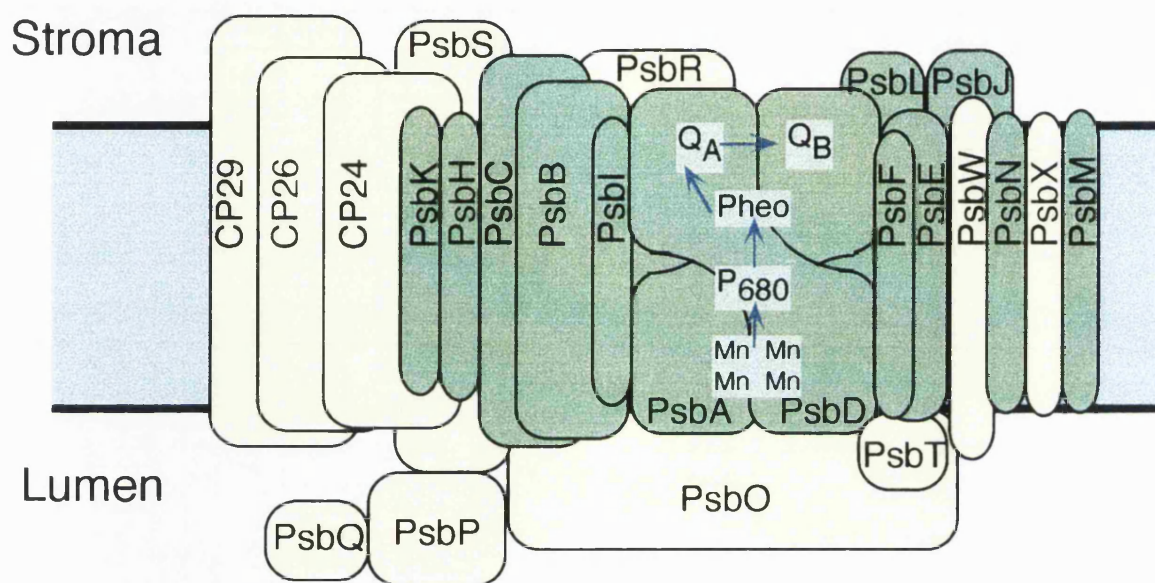 Stroma
PsbS
PsbR
PsbL
PsbJ
CP29
CP26
CP24
PsbK
PsbH
PsbC
PsbB
PsbI
QA
QB
Pheo
P680
Mn Mn
Mn Mn
PsbA
PsbD
PsbF
PsbE
PsbW
PsbN
PsbX
PsbM
PsbT
Lumen
PsbO
PsbQ
PsbP